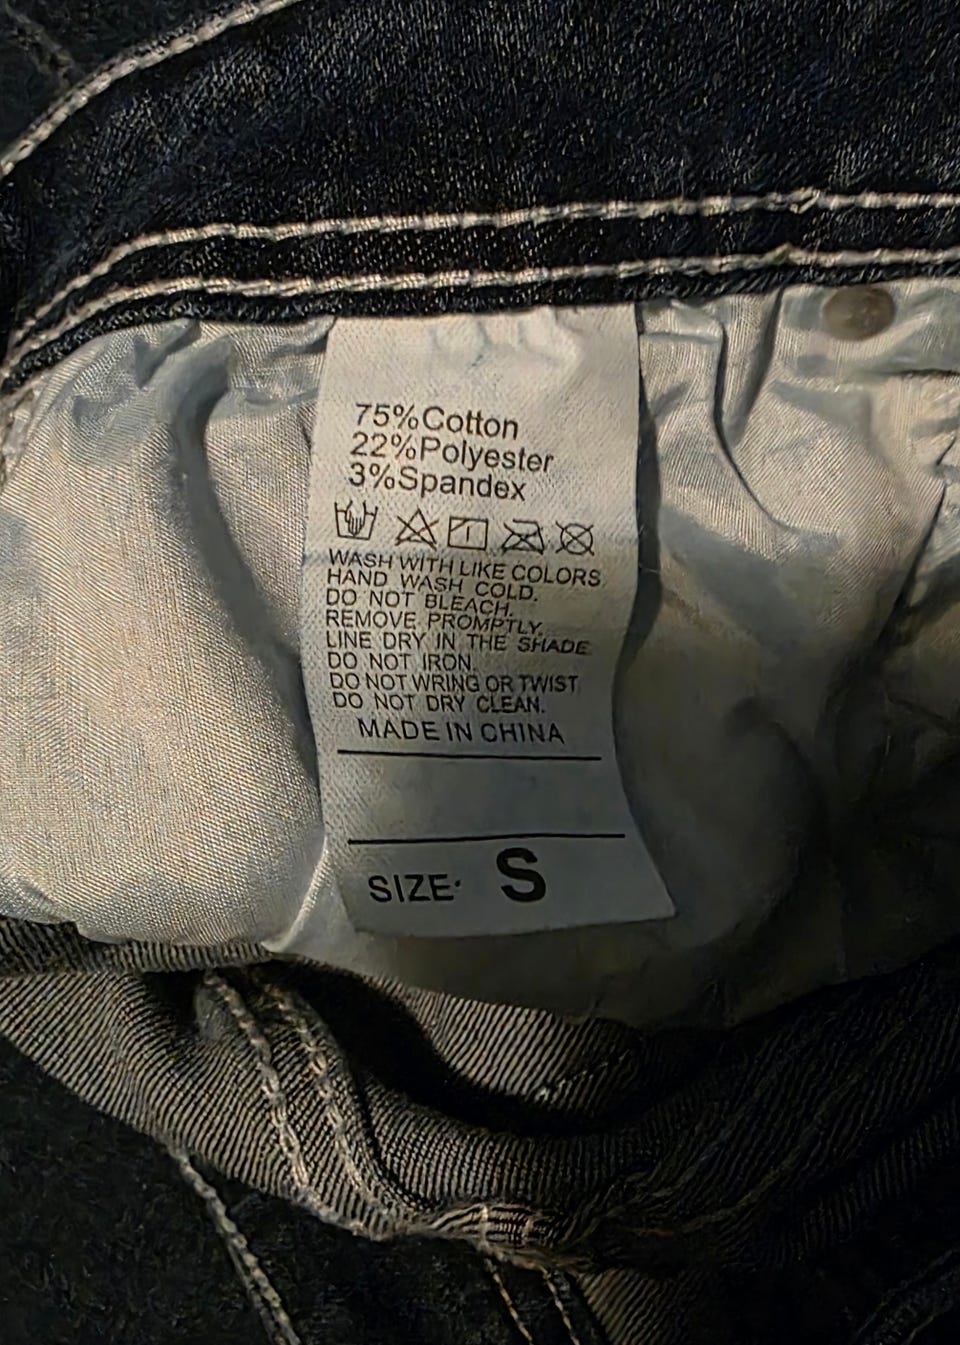 75%Cotton
22%Polyester
3%Spandex
WASH WITH LIKE COLORS
HAND WASH COLD.
DO NOT BLEACH.
REMOVE PROMPTLY.
LINE DRY IN THE SHADE
DO NOT IRON.
DO NOT WRING OR TWIST
DO NOT DRY CLEAN.
MADE IN CHINA
SIZE: S